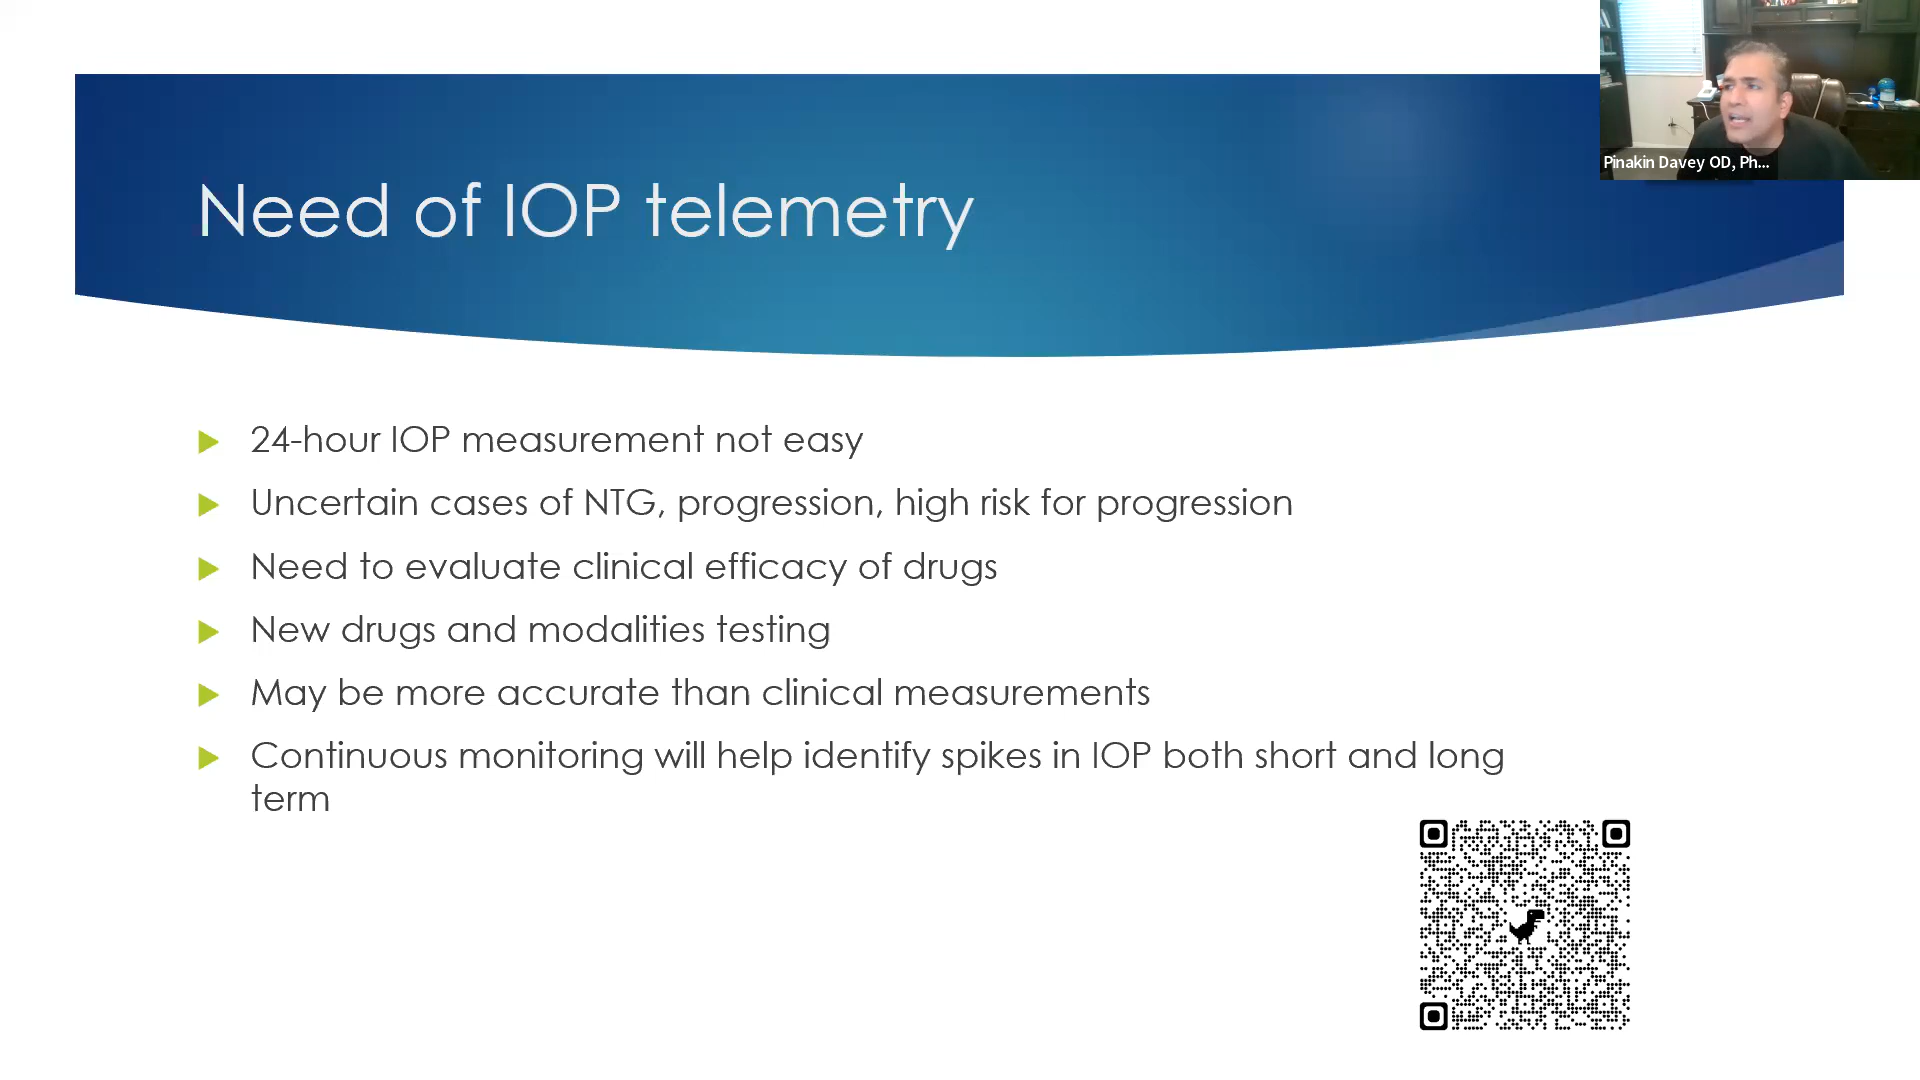 Pinakin Davey OD, Ph...
Need of IOP telemetry
24-hour IOP measurement not easy
Uncertain cases of NTG, progression, high risk for progression
Need to evaluate clinical efficacy of drugs
New drugs and modalities testing
May be more accurate than clinical measurements
Continuous monitoring will help identify spikes in IOP both short and long
term